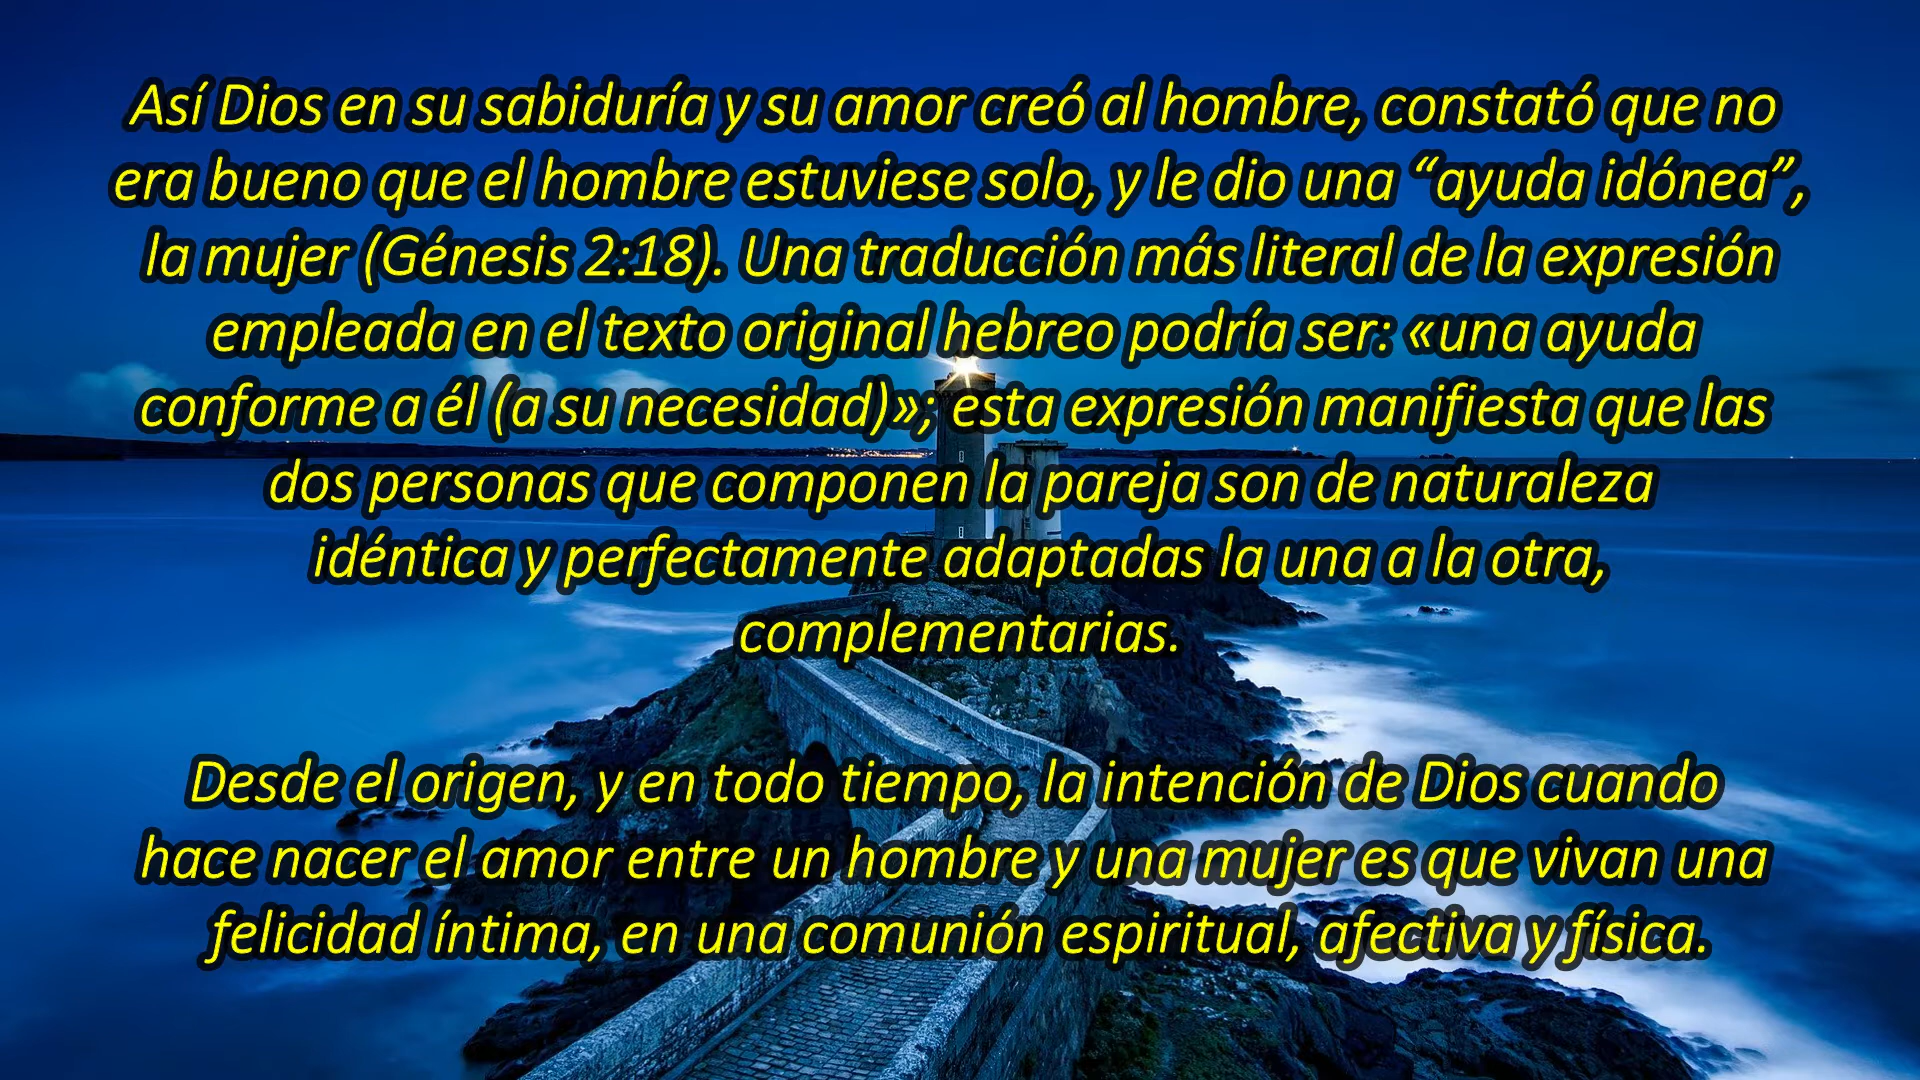 Así Dios en su sabiduría y su amor creó al hombre, constató que no
era bueno que el hombre estuviese solo, y le dio una “ayuda idónea”,
la mujer (Génesis 2:18). Una traducción más literal de la expresión
empleada en el texto original hebreo podría ser: «una ayuda
conforme a él (a su necesidad)»; esta expresión manifiesta que las
dos personas que componen la pareja son de naturaleza
idéntica y perfectamente adaptadas la una a la otra,
complementarias.
Desde el origen, y en todo tiempo, la intención de Dios cuando
hace nacer el amor entre un hombre y una mujer es que vivan una
felicidad íntima, en una comunión espiritual, afectiva y física.